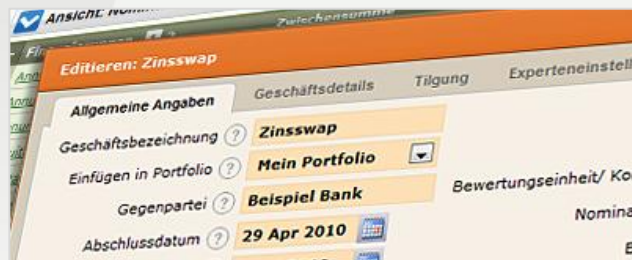 Ansicht: Nomin
Zwischensumme
Editieren: Zinsswap
Allgemeine Angaben
Geschäftsdetails
Tilgung
Experteneinstell
Geschäftsbezeichnung ? Zinsswap
Einfügen in Portfolio ? Mein Portfolio
Gegenpartei ? Beispiel Bank
Bewertungseinheit/ Ko
Abschlussdatum ? 29 Apr 2010
Nomina